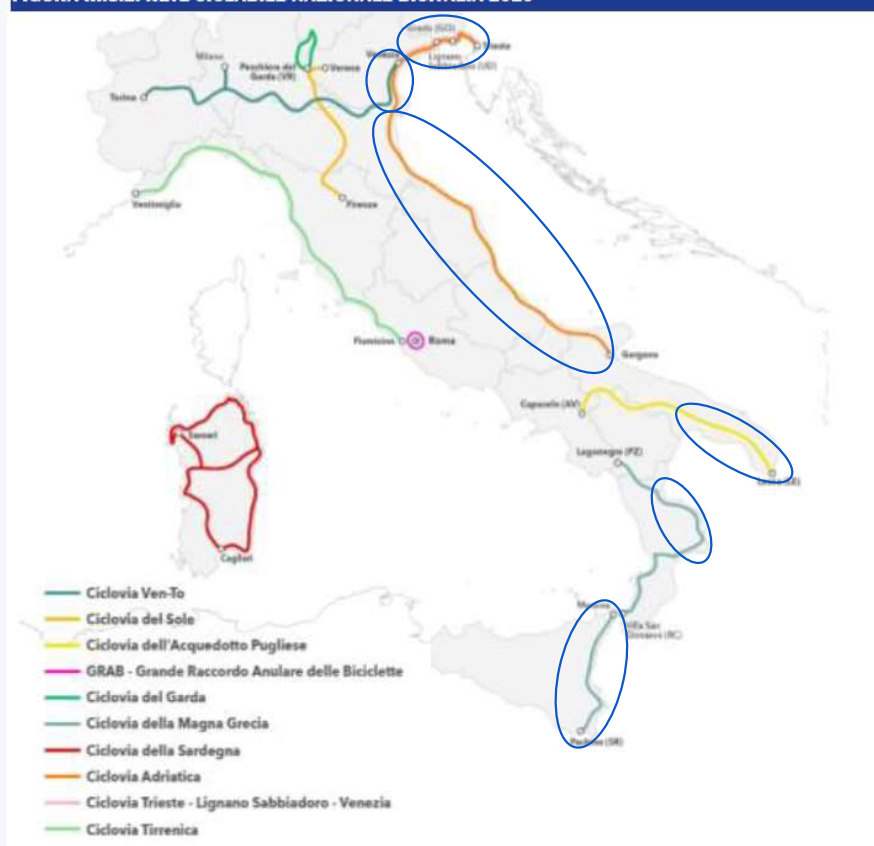 Grado (GO)
Trieste
Milano
Venezia
Lignano
Peschiera del
Garda (VR)
Verona
Torino
Ventimiglia
Firenze
Fiumicino
Roma
Gargano
Caposele (AV)
Lagonegro (PZ)
Sassari
Cagliari
Messina
Villa San
Giovanni (RC)
Pachino (SR)
Ciclovia Ven-To
Ciclovia del Sole
Ciclovia dell'Acquedotto Pugliese
GRAB - Grande Raccordo Anulare delle Biciclette
Ciclovia del Garda
Ciclovia della Magna Grecia
Ciclovia della Sardegna
Ciclovia Adriatica
Ciclovia Trieste - Lignano Sabbiadoro - Venezia
Ciclovia Tirrenica